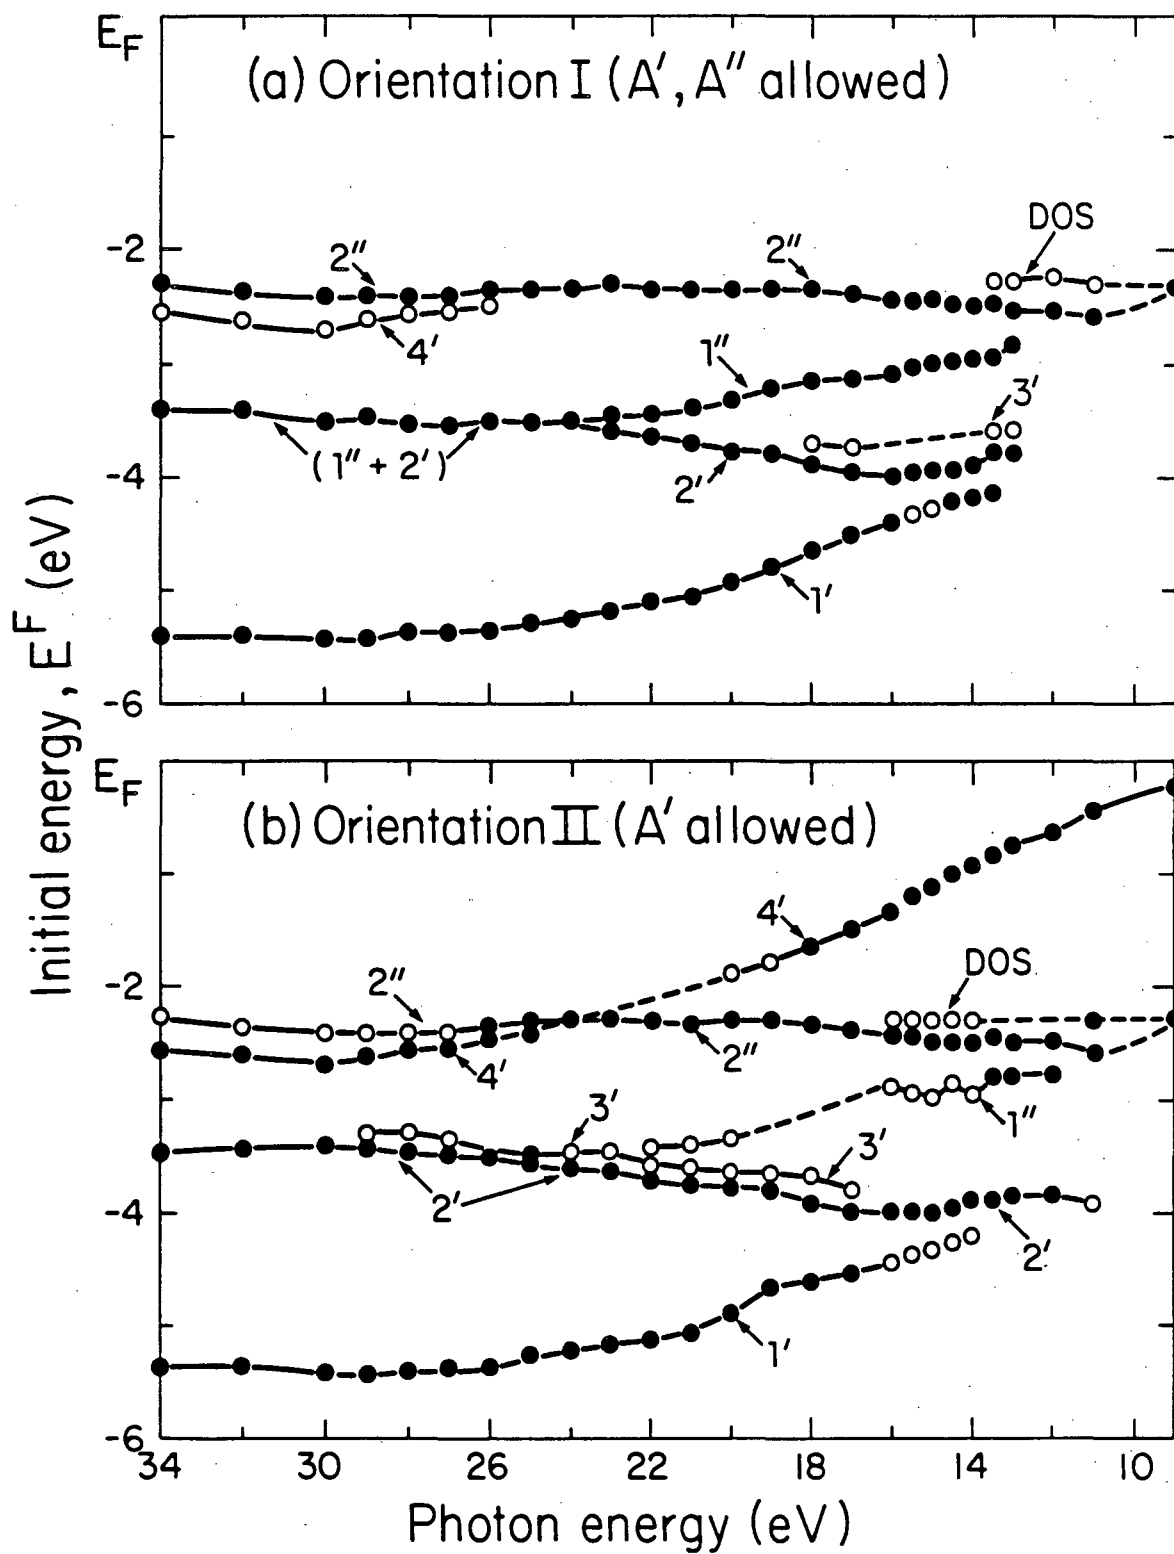 E_F
(a) Orientation I (A′, A″ allowed)
DOS
-2
2″
2″
4′
1″
3′
(1″ + 2′)
-4
2′
1′
-6
Initial energy, E^F (eV)
E_F
(b) Orientation II (A′ allowed)
4′
DOS
-2
2″
2″
4′
3′
1″
3′
2′
-4
2′
1′
-6
34 30 26 22 18 14 10
Photon energy (eV)